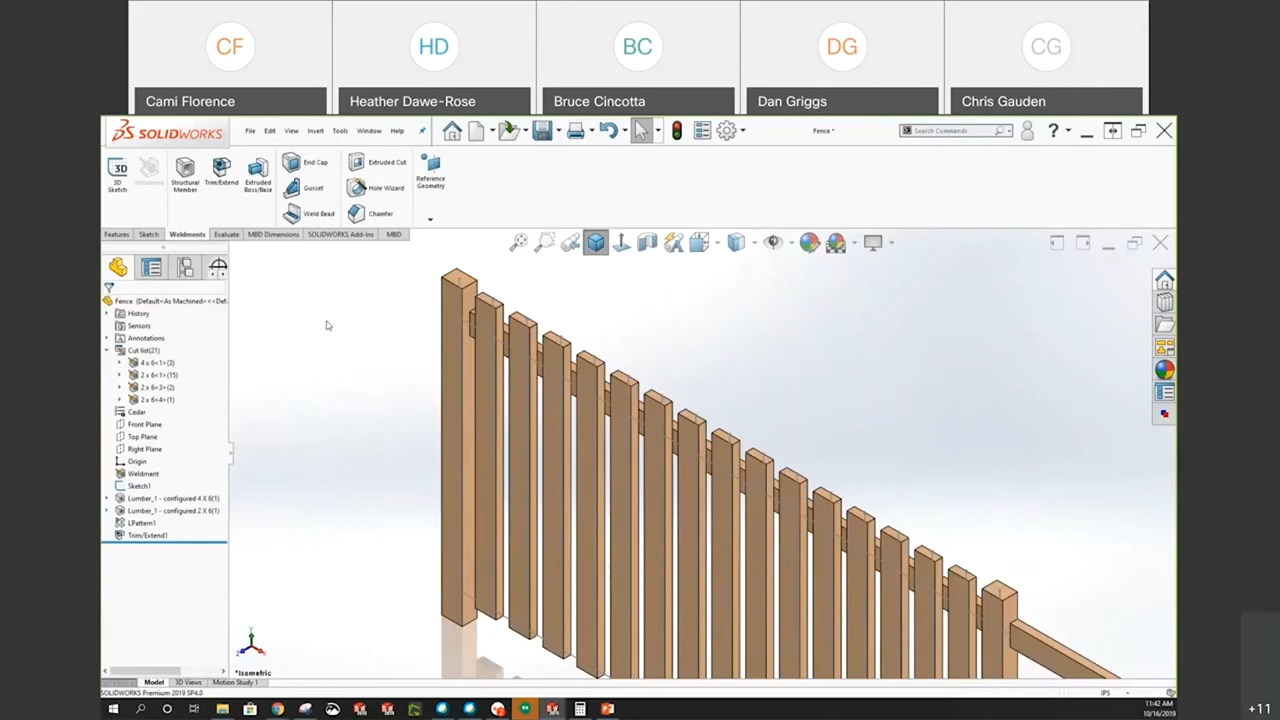 CF HD BC DG CG
Cami Florence Heather Dawe-Rose Bruce Cincotta Dan Griggs Chris Gauden
SOLIDWORKS File Edit View Insert Tools Window Help Fence * Search Commands ?
3D Sketch Weldment Structural Member Trim/Extend Extruded Boss/Base End Cap Gusset Weld Bead Extruded Cut Hole Wizard Chamfer Reference Geometry
Features Sketch Weldments Evaluate MBD Dimensions SOLIDWORKS Add-Ins MBD
Fence (Default<As Machined><<Def
History
Sensors
Annotations
Cut list(21)
4 x 6<1>(3)
2 x 6<1>(15)
2 x 6<3>(2)
2 x 6<4>(1)
Cedar
Front Plane
Top Plane
Right Plane
Origin
Weldment
Sketch1
Lumber_1 - configured 4 X 6(1)
Lumber_1 - configured 2 X 6(1)
LPattern1
Trim/Extend1
*Isometric
Model 3D Views Motion Study 1
SOLIDWORKS Premium 2019 SP4.0 IPS
11:42 AM
10/16/2019
+11